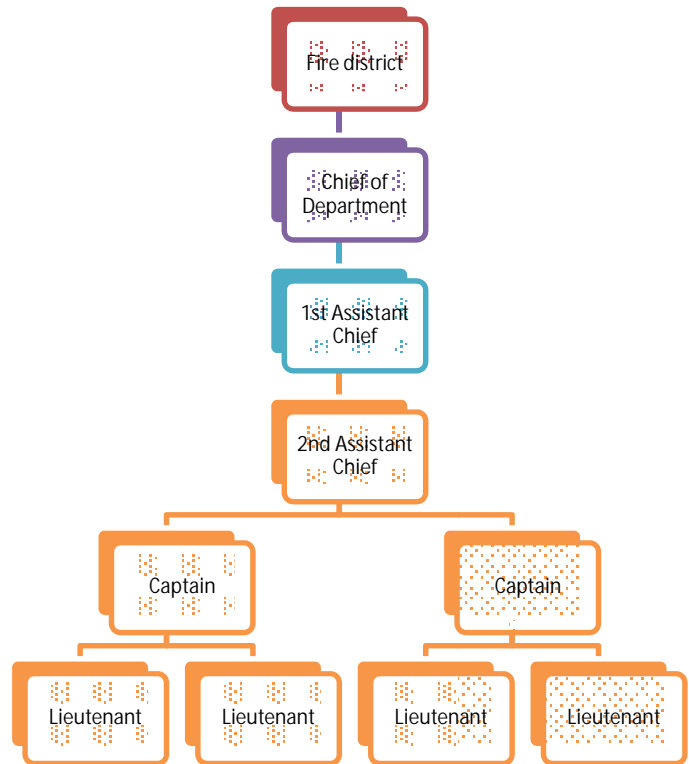 Fire district
Chief of
Department
1st Assistant
Chief
2nd Assistant
Chief
Captain
Captain
Lieutenant
Lieutenant
Lieutenant
Lieutenant